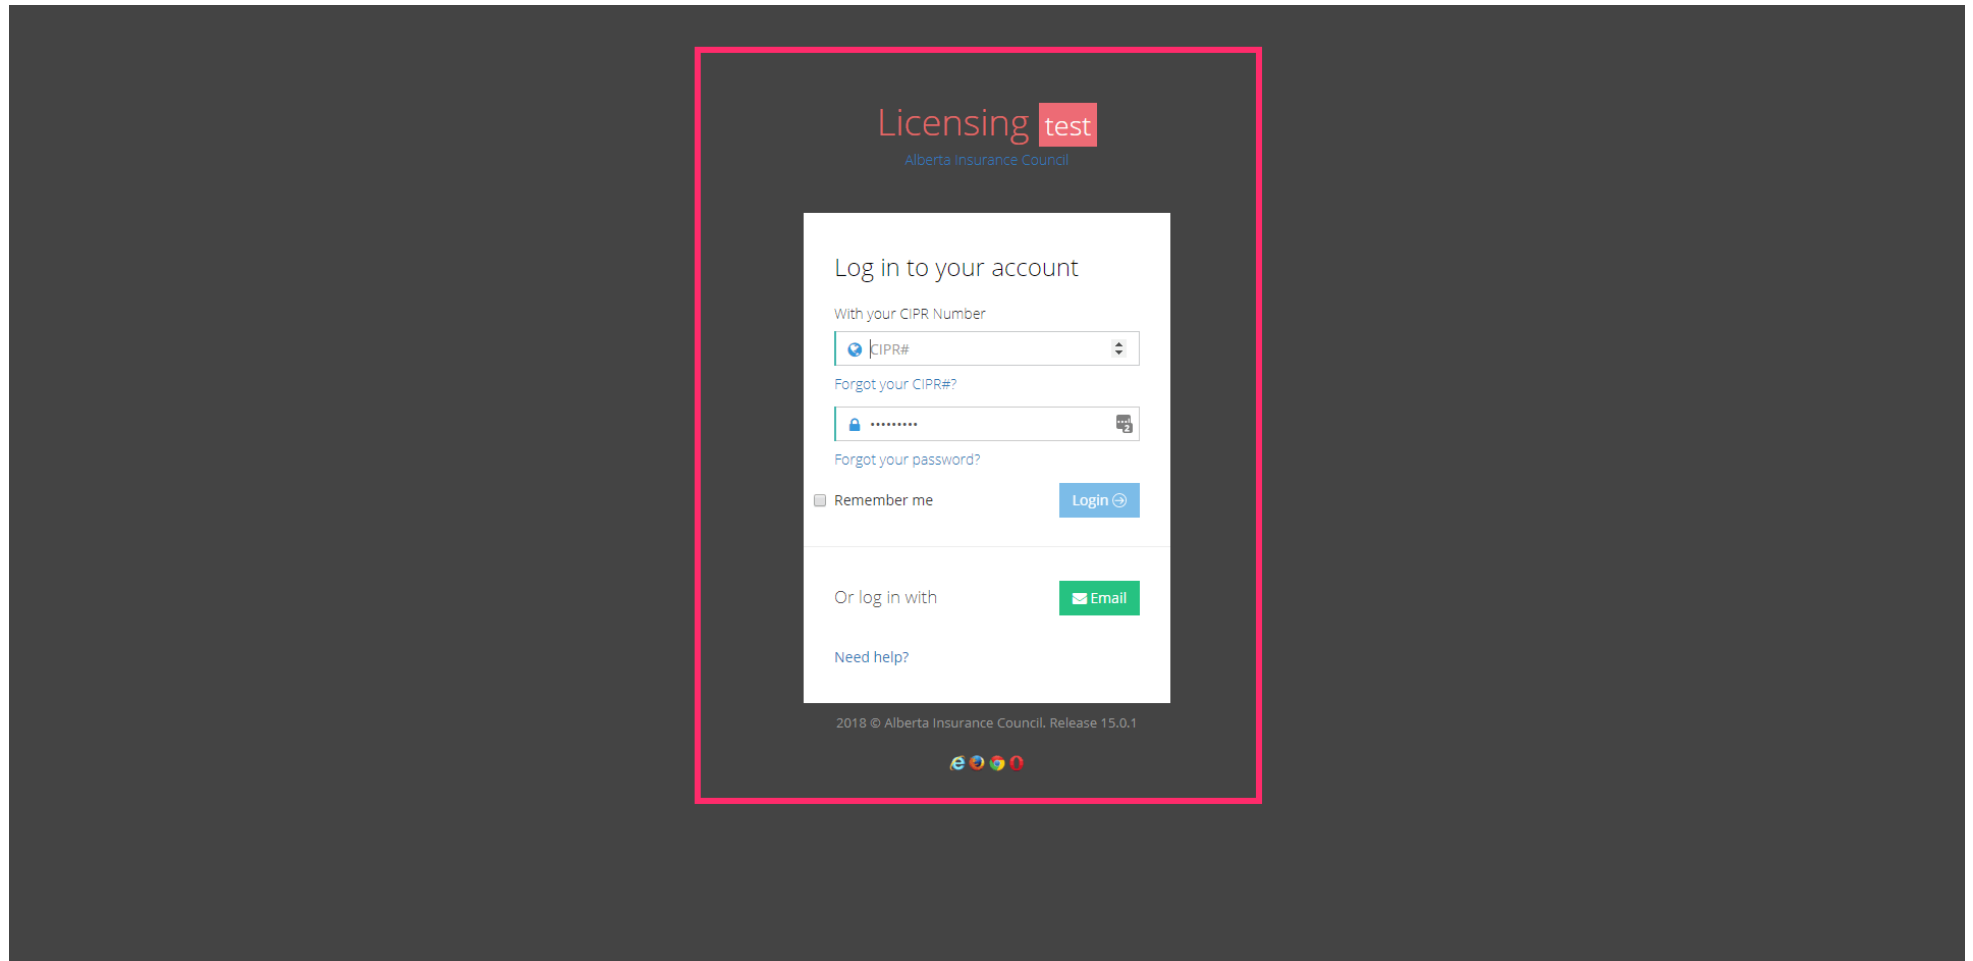 Licensing test
Alberta Insurance Council
Log in to your account
With your CIPR Number
CIPR#
Forgot your CIPR#?
•••••••••
2
Forgot your password?
Remember me
Login
Or log in with
Email
Need help?
2018 © Alberta Insurance Council. Release 15.0.1